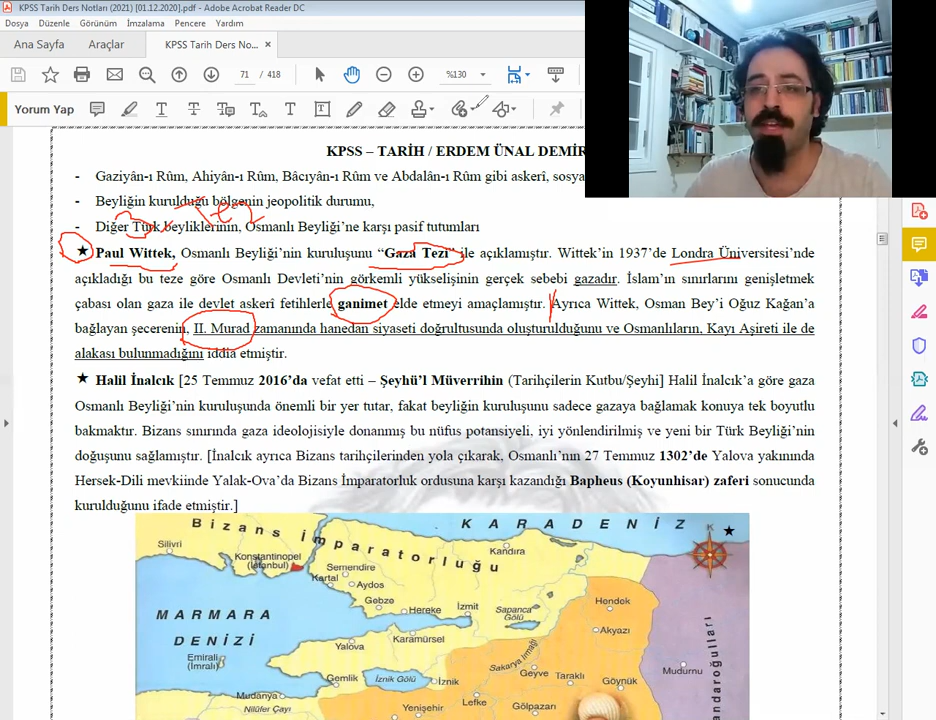 KPSS Tarih Ders Notları (2021) [01.12.2020].pdf - Adobe Acrobat Reader DC
Dosya Düzenle Görünüm İmzalama Pencere Yardım
Ana Sayfa Araçlar KPSS Tarih Ders No... ×
71 / 418 %130
Yorum Yap
KPSS – TARİH / ERDEM ÜNAL DEMİR
- Gaziyân-ı Rûm, Ahiyân-ı Rûm, Bâcıyân-ı Rûm ve Abdalân-ı Rûm gibi askerî, sosya
- Beyliğin kurulduğu bölgenin jeopolitik durumu,
3. Tez
- Diğer Türk beyliklerinin, Osmanlı Beyliği'ne karşı pasif tutumları
★ Paul Wittek, Osmanlı Beyliği'nin kuruluşunu “Gaza Tezi” ile açıklamıştır. Wittek'in 1937'de Londra Üniversitesi'nde
açıkladığı bu teze göre Osmanlı Devleti'nin görkemli yükselişinin gerçek sebebi gazadır. İslam'ın sınırlarını genişletmek
çabası olan gaza ile devlet askerî fetihlerle ganimet elde etmeyi amaçlamıştır. Ayrıca Wittek, Osman Bey'i Oğuz Kağan'a
bağlayan şecerenin, II. Murad zamanında hanedan siyaseti doğrultusunda oluşturulduğunu ve Osmanlıların, Kayı Aşireti ile de
alakası bulunmadığını iddia etmiştir.
★ Halil İnalcık [25 Temmuz 2016'da vefat etti – Şeyhü'l Müverrihin (Tarihçilerin Kutbu/Şeyhi] Halil İnalcık'a göre gaza
Osmanlı Beyliği'nin kuruluşunda önemli bir yer tutar, fakat beyliğin kuruluşunu sadece gazaya bağlamak konuya tek boyutlu
bakmaktır. Bizans sınırında gaza ideolojisiyle donanmış bu nüfus potansiyeli, iyi yönlendirilmiş ve yeni bir Türk Beyliği'nin
doğuşunu sağlamıştır. [İnalcık ayrıca Bizans tarihçilerinden yola çıkarak, Osmanlı'nın 27 Temmuz 1302'de Yalova yakınında
Hersek-Dili mevkiinde Yalak-Ova'da Bizans İmparatorluk ordusuna karşı kazandığı Bapheus (Koyunhisar) zaferi sonucunda
kurulduğunu ifade etmiştir.]
KARADENİZ
K
Bizans İmparatorluğu
Silivri
Konstantinopel
(İstanbul)
Kandıra
Semendire
Kartal
Aydos
Gebze
Hereke
İzmit
Sapanca
Gölü
Hendek
MARMARA
DENİZİ
Akyazı
Karamürsel
Yalova
Emirali
(İmralı)
Sakarya Irmağı
Mudurnu
Geyve
Taraklı
Göynük
Gemlik
İznik Gölü
İznik
Mudanya
Nilüfer Çayı
Lefke
Yenişehir
Gölpazarı
andaroğulları